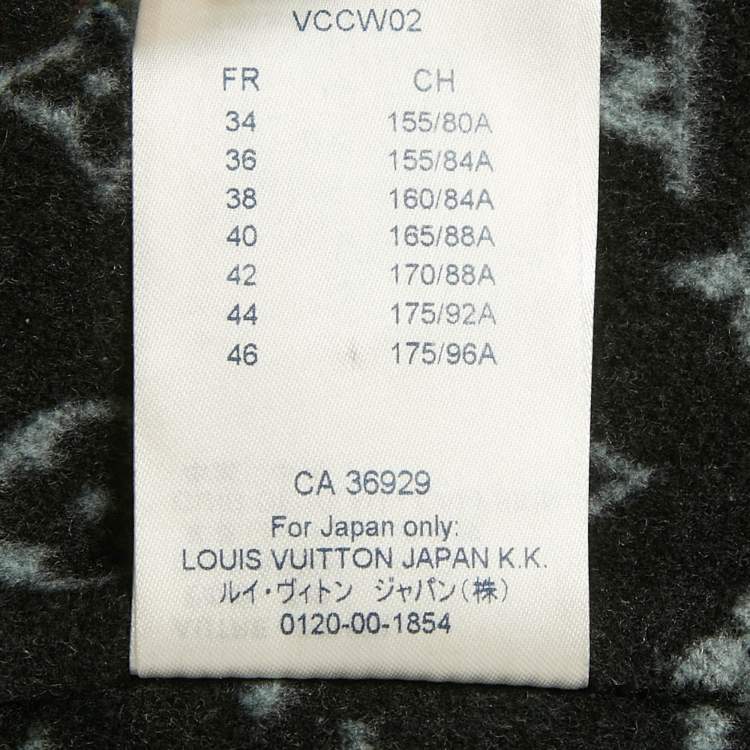 VCCW02
FR CH
34 155/80A
36 155/84A
38 160/84A
40 165/88A
42 170/88A
44 175/92A
46 175/96A
CA 36929
For Japan only:
LOUIS VUITTON JAPAN K.K.
ルイ・ヴィトン ジャパン(株)
0120-00-1854